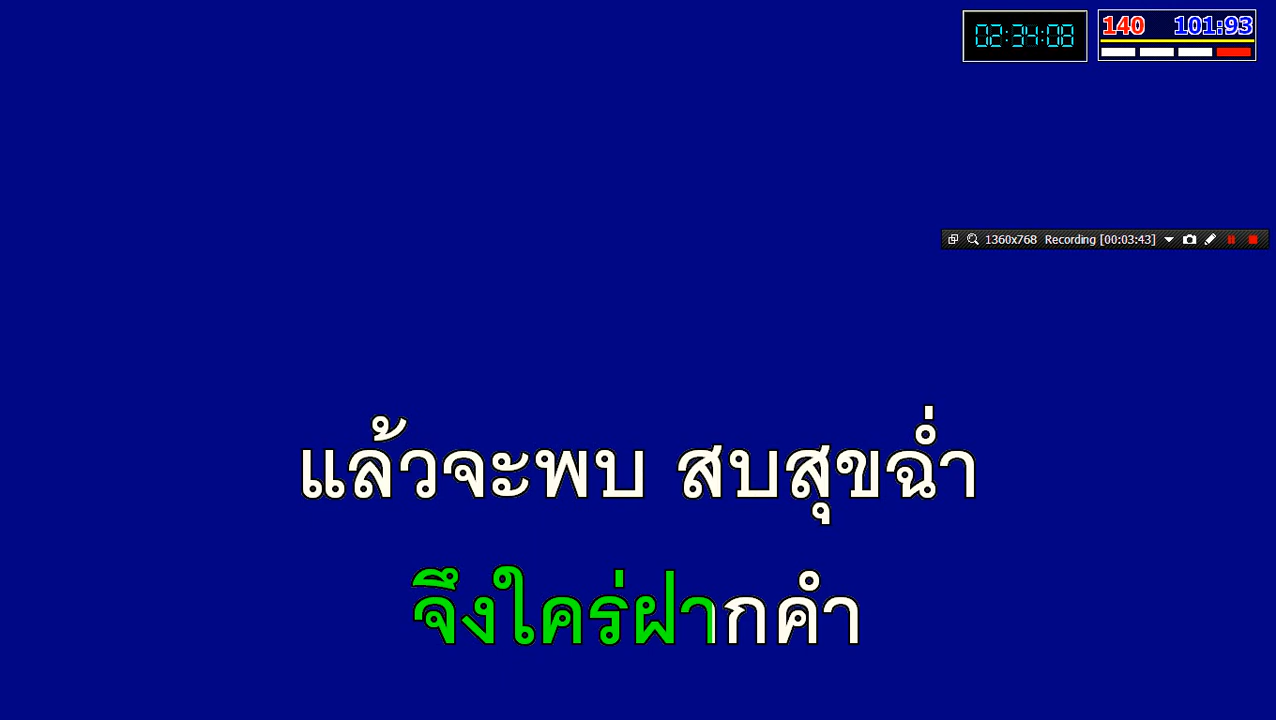 02:34:08
140 101:93
1360x768 Recording [00:03:43]
แล้วจะพบ สบสุขฉ่ำ
จึงใคร่ฝากคำ